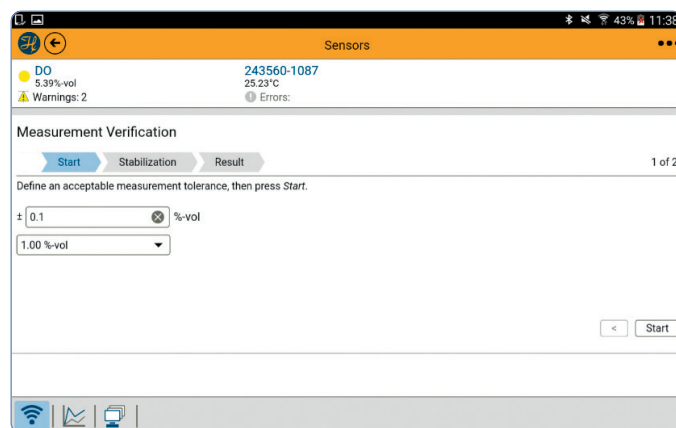 43% 11:38
Sensors
DO
5.39%-vol
Warnings: 2
243560-1087
25.23°C
Errors:
Measurement Verification
Start Stabilization Result 1 of 2
Define an acceptable measurement tolerance, then press Start.
± 0.1 %-vol
1.00 %-vol
< Start